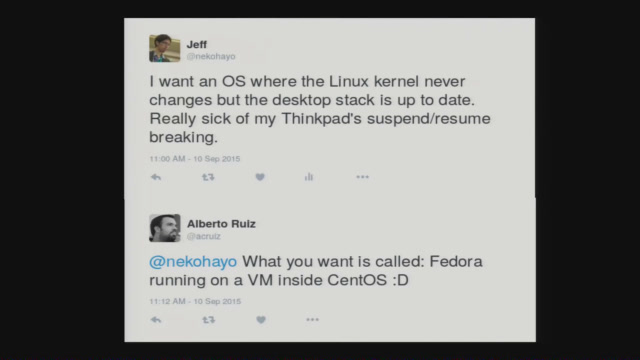 Jeff
@nekohayo
I want an OS where the Linux kernel never
changes but the desktop stack is up to date.
Really sick of my Thinkpad's suspend/resume
breaking.
11:00 AM - 10 Sep 2015
Alberto Ruiz
@acruiz
@nekohayo What you want is called: Fedora
running on a VM inside CentOS :D
11:12 AM - 10 Sep 2015